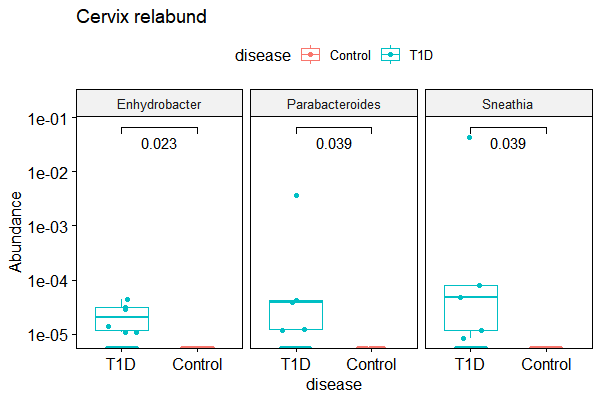 Cervix relabund
disease Control T1D
Enhydrobacter Parabacteroides Sneathia
1e-01
0.023 0.039 0.039
1e-02
1e-03
1e-04
1e-05
Abundance
T1D Control T1D Control T1D Control
disease